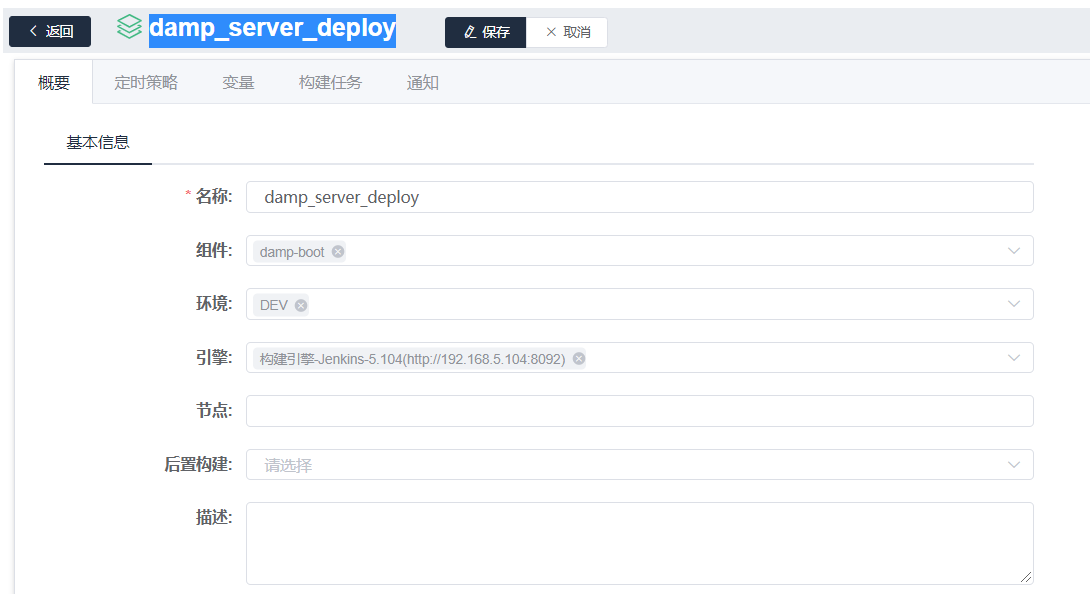 返回 damp_server_deploy 保存 取消
概要 定时策略 变量 构建任务 通知
基本信息
* 名称: damp_server_deploy
组件: damp-boot
环境: DEV
引擎: 构建引擎-Jenkins-5.104(http://192.168.5.104:8092)
节点:
后置构建: 请选择
描述: